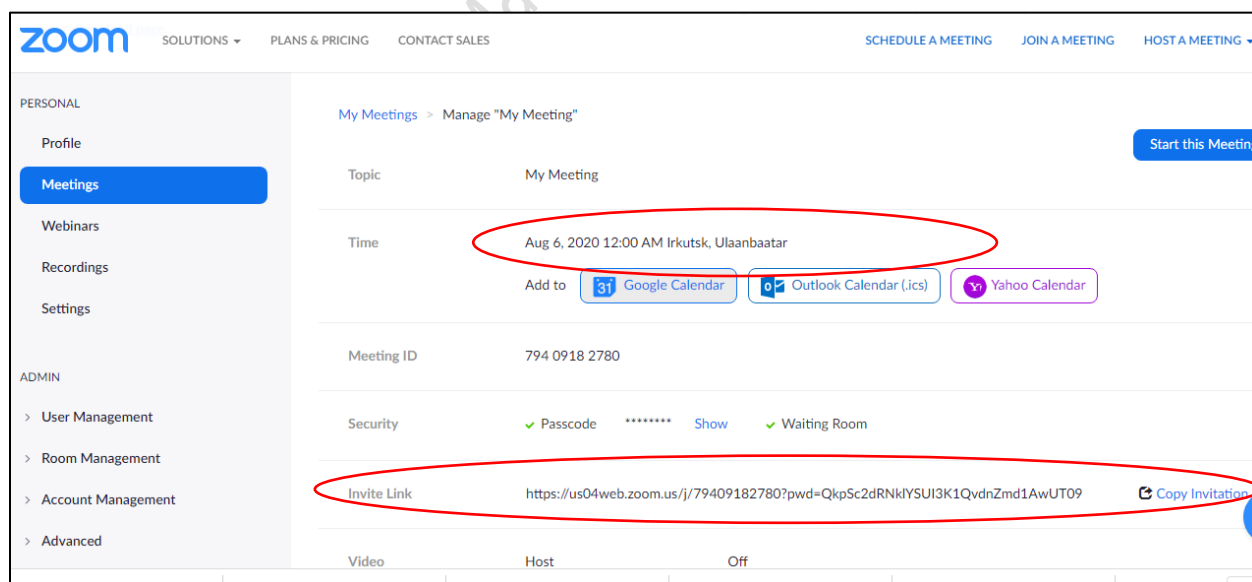 zoom SOLUTIONS PLANS & PRICING CONTACT SALES SCHEDULE A MEETING JOIN A MEETING HOST A MEETING
PERSONAL
Profile
Meetings
Webinars
Recordings
Settings
ADMIN
> User Management
> Room Management
> Account Management
> Advanced
My Meetings > Manage "My Meeting"
Start this Meeting
Topic My Meeting
Time Aug 6, 2020 12:00 AM Irkutsk, Ulaanbaatar
Add to 31 Google Calendar Outlook Calendar (.ics) Yahoo Calendar
Meeting ID 794 0918 2780
Security Passcode ******** Show Waiting Room
Invite Link https://us04web.zoom.us/j/79409182780?pwd=QkpSc2dRNklYSUI3K1QvdnZmd1AwUT09 Copy Invitation
Video Host Off